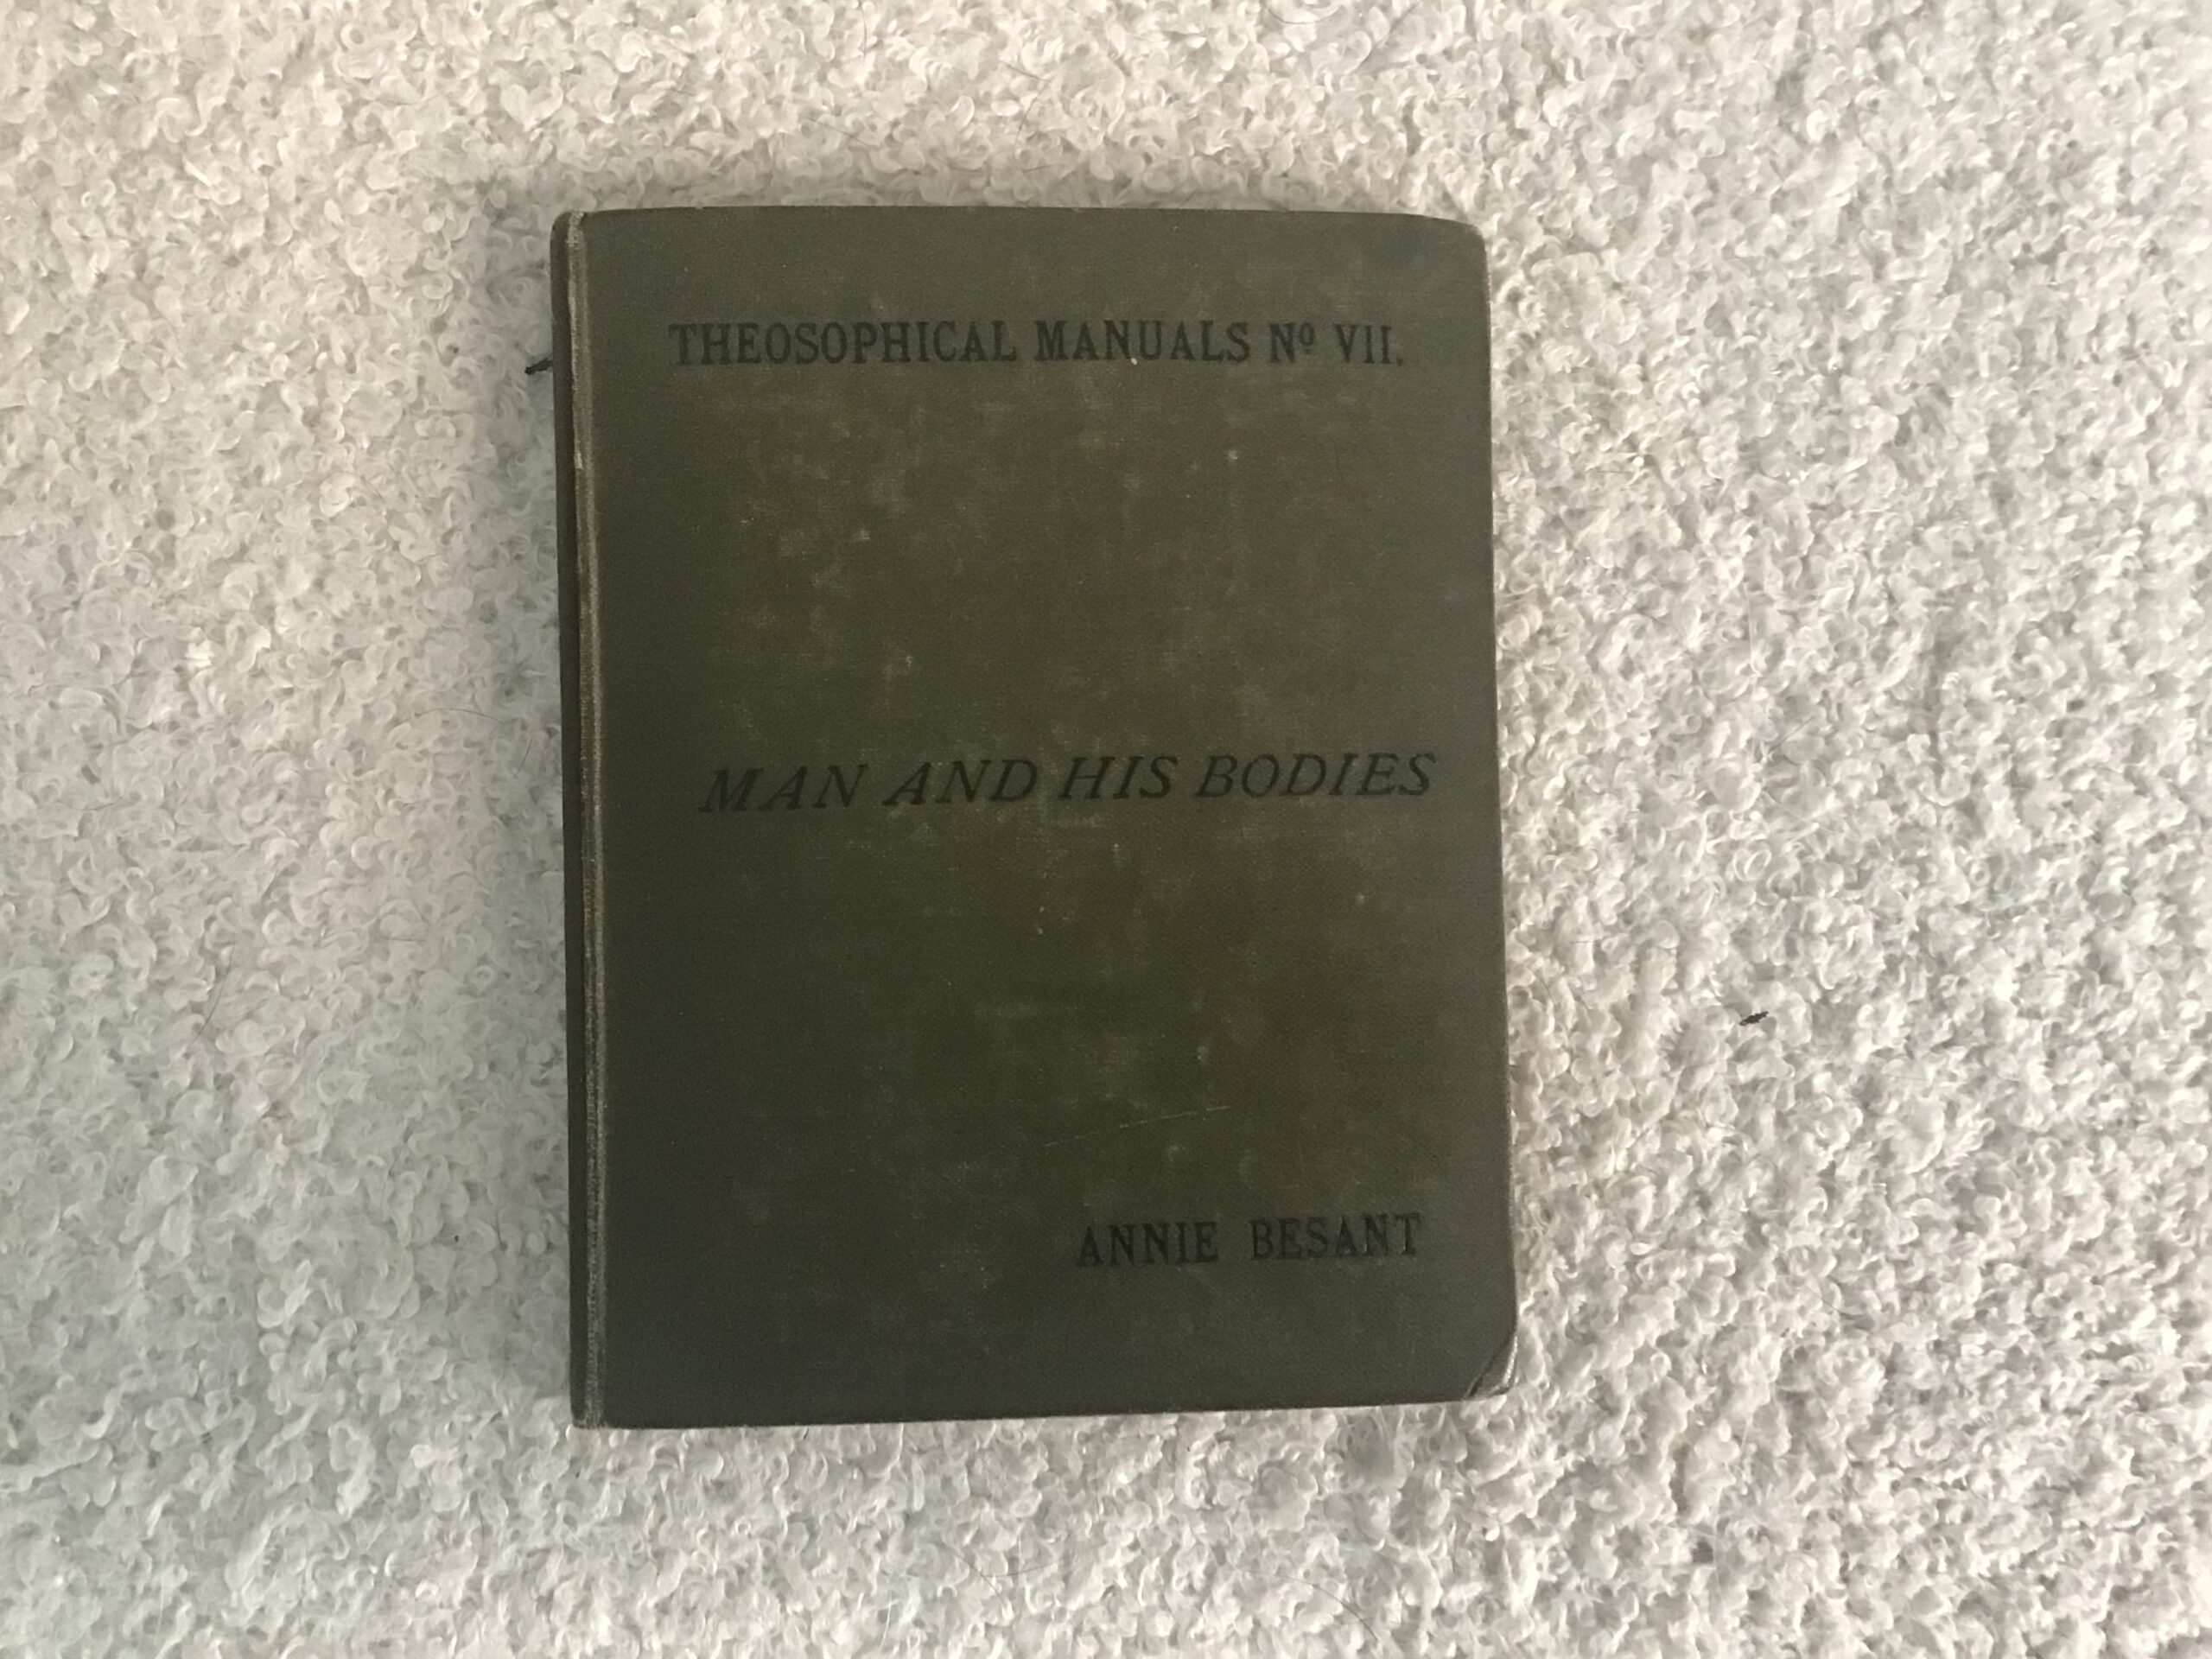 THEOSOPHICAL MANUALS Nº VII.
MAN AND HIS BODIES
ANNIE BESANT